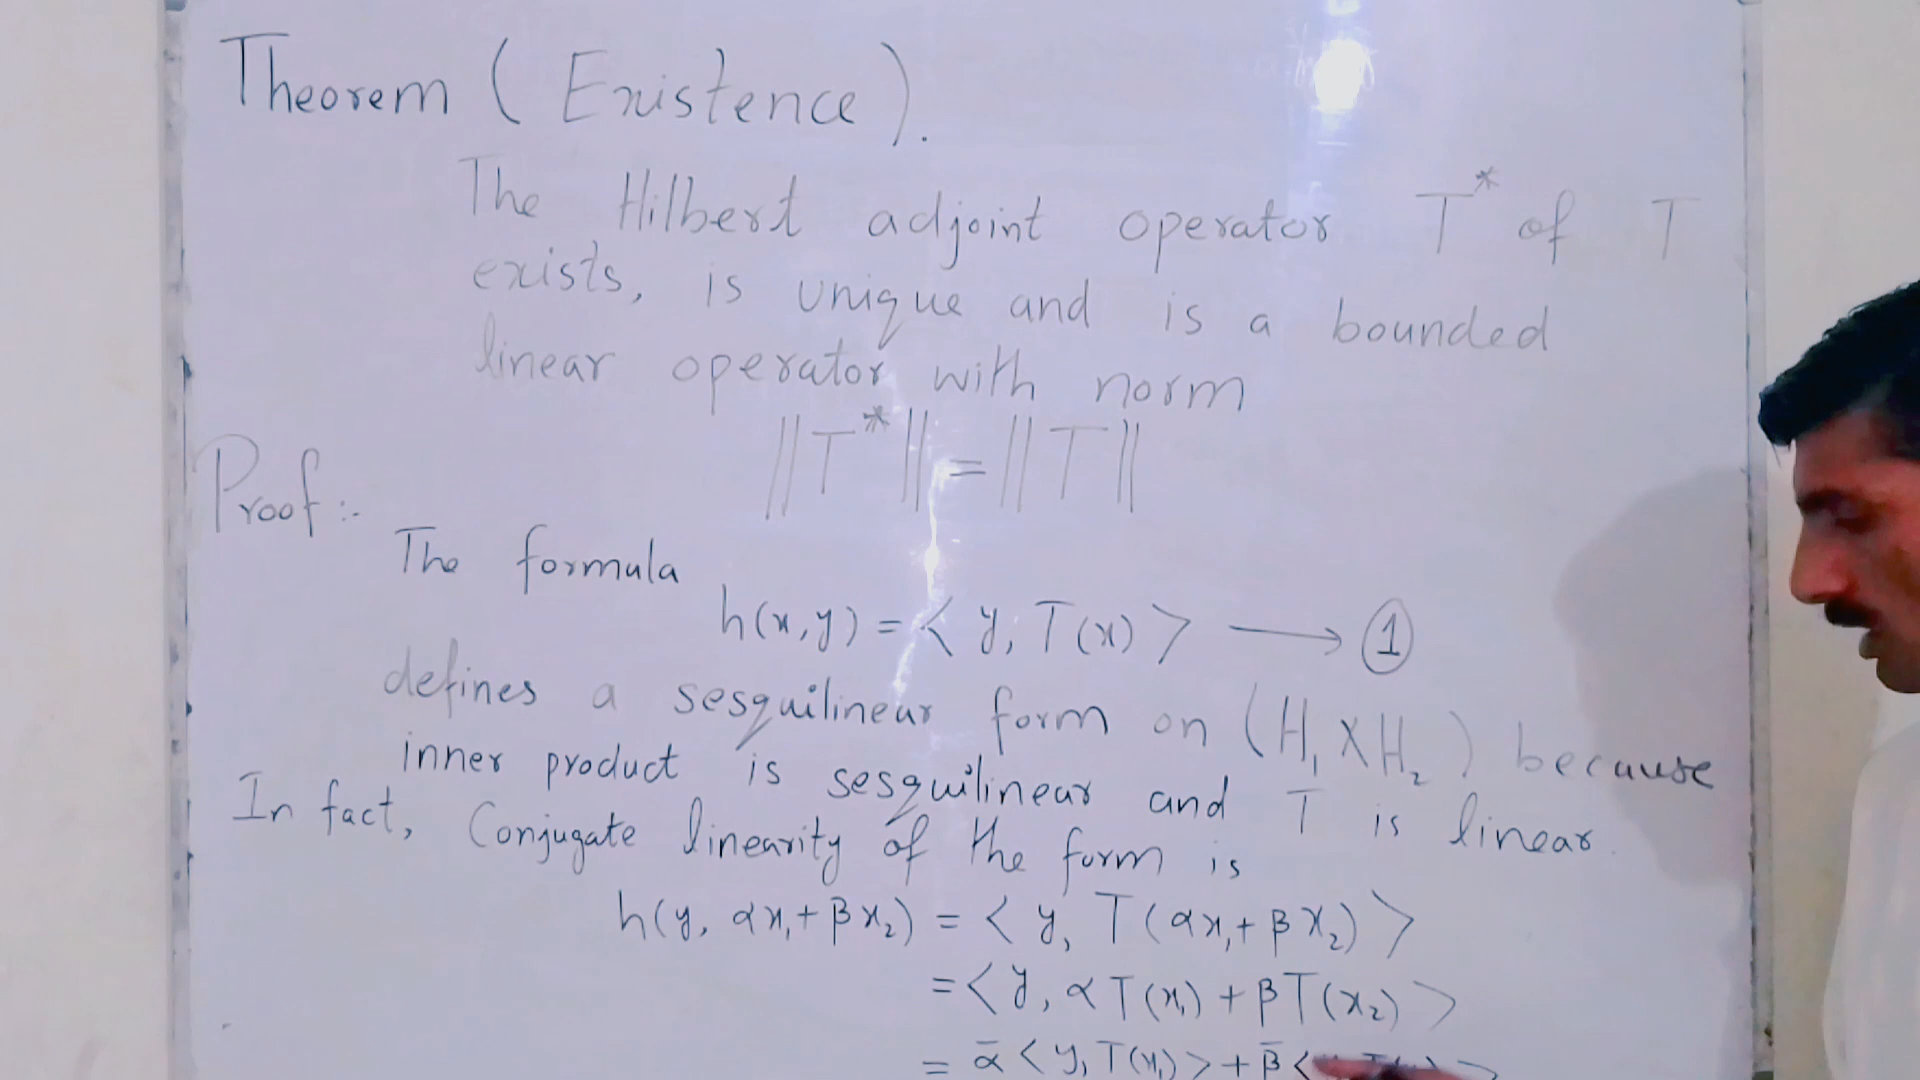 Theorem (Existence).
The Hilbert adjoint operator T* of T
exists, is unique and is a bounded
linear operator with norm
||T*|| = ||T||
Proof :-
The formula
h(x,y) = < y, T(x) > → ①
defines a sesquilinear form on (H₁ X H₂) because
inner product is sesquilinear and T is linear.
In fact, Conjugate linearity of the form is
h(y, αx₁ + βx₂) = < y, T(αx₁ + βx₂) >
= < y, αT(x₁) + βT(x₂) >
= ᾱ < y, T(x₁) > + β̄ <